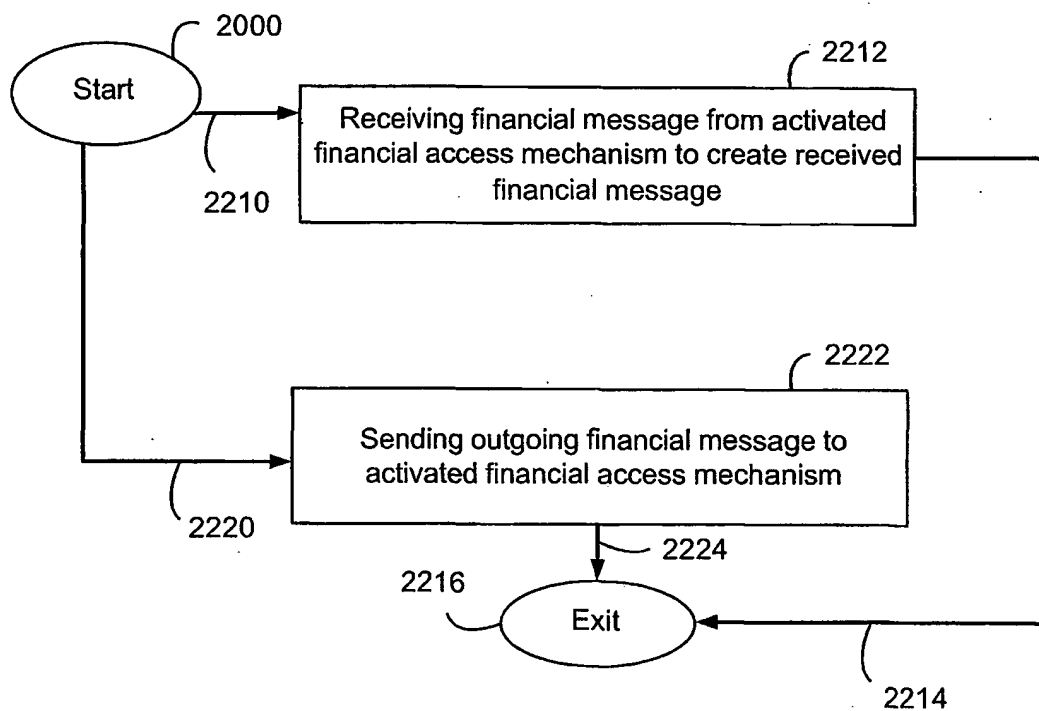 2000
Start
2212
Receiving financial message from activated
financial access mechanism to create received
financial message
2210
2222
Sending outgoing financial message to
activated financial access mechanism
2220
2224
2216
Exit
2214